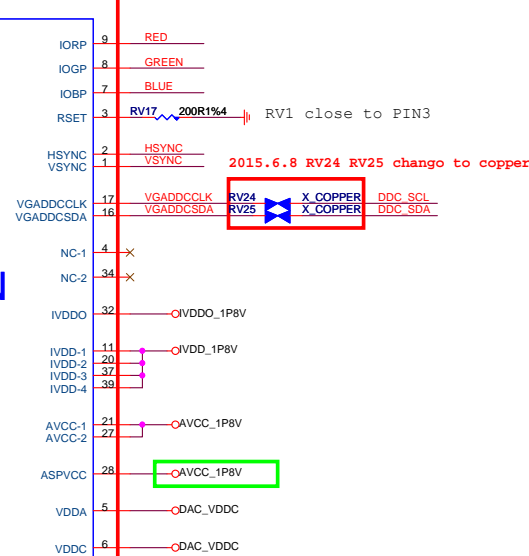 IORP 9 RED
IOGP 8 GREEN
IOBP 7 BLUE
RSET 3 RV17 200R1%4 RV1 close to PIN3
HSYNC 2 HSYNC
VSYNC 1 VSYNC
2015.6.8 RV24 RV25 chango to copper
VGADDCCLK 17 VGADDCCLK RV24 X_COPPER DDC_SCL
VGADDCSDA 16 VGADDCSDA RV25 X_COPPER DDC_SDA
NC-1 4
NC-2 34
IVDDO 32 IVDDO_1P8V
IVDD-1 11 IVDD_1P8V
IVDD-2 20
IVDD-3 37
IVDD-4 39
AVCC-1 21 AVCC_1P8V
AVCC-2 27
ASPVCC 28 AVCC_1P8V
VDDA 5 DAC_VDDC
VDDC 6 DAC_VDDC